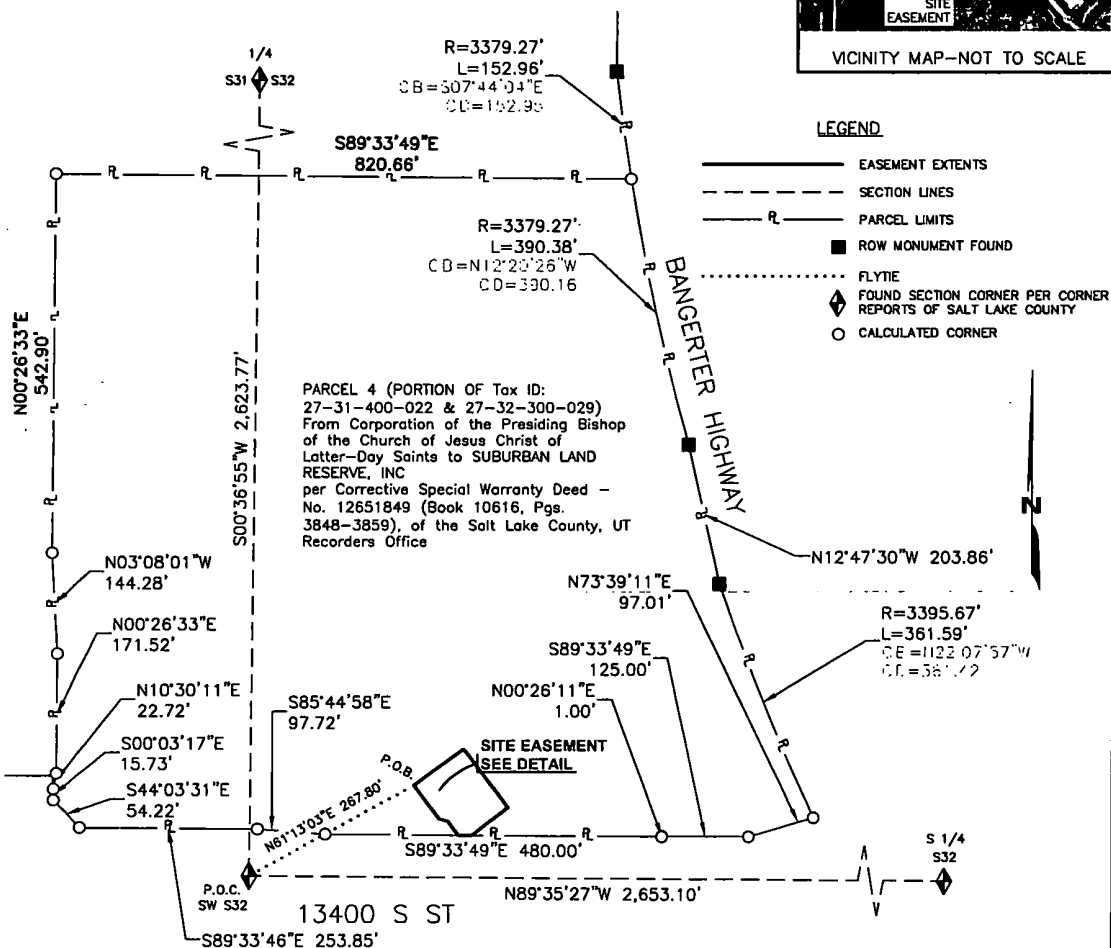 SITE
EASEMENT
VICINITY MAP-NOT TO SCALE
1/4
S31 S32
R=3379.27'
L=152.96'
CB=S07°44'04"E
CD=152.95
LEGEND
EASEMENT EXTENTS
SECTION LINES
PL
PARCEL LIMITS
ROW MONUMENT FOUND
FLYTIE
FOUND SECTION CORNER PER CORNER
REPORTS OF SALT LAKE COUNTY
CALCULATED CORNER
S89°33'49"E
820.66'
R=3379.27'
L=390.38'
CB=N12°20'26"W
CD=390.16
BANGERTER HIGHWAY
N00°26'33"E
542.90'
S00°36'55"W 2,623.77'
PARCEL 4 (PORTION OF Tax ID:
27-31-400-022 & 27-32-300-029)
From Corporation of the Presiding Bishop
of the Church of Jesus Christ of
Latter-Day Saints to SUBURBAN LAND
RESERVE, INC
per Corrective Special Warranty Deed -
No. 12651849 (Book 10616, Pgs.
3848-3859), of the Salt Lake County, UT
Recorders Office
N
N12°47'30"W 203.86'
N03°08'01"W
144.28'
N73°39'11"E
97.01'
R=3395.67'
L=361.59'
N00°26'33"E
171.52'
S89°33'49"E
125.00'
N10°30'11"E
22.72'
S85°44'58"E
97.72'
N00°26'11"E
1.00'
S00°03'17"E
15.73'
SITE EASEMENT
SEE DETAIL
P.O.B.
N61°13'03"E 267.80'
S44°03'31"E
54.22'
S89°33'49"E 480.00'
S 1/4
S32
P.O.C.
SW S32
N89°35'27"W 2,653.10'
13400 S ST
S89°33'46"E 253.85'